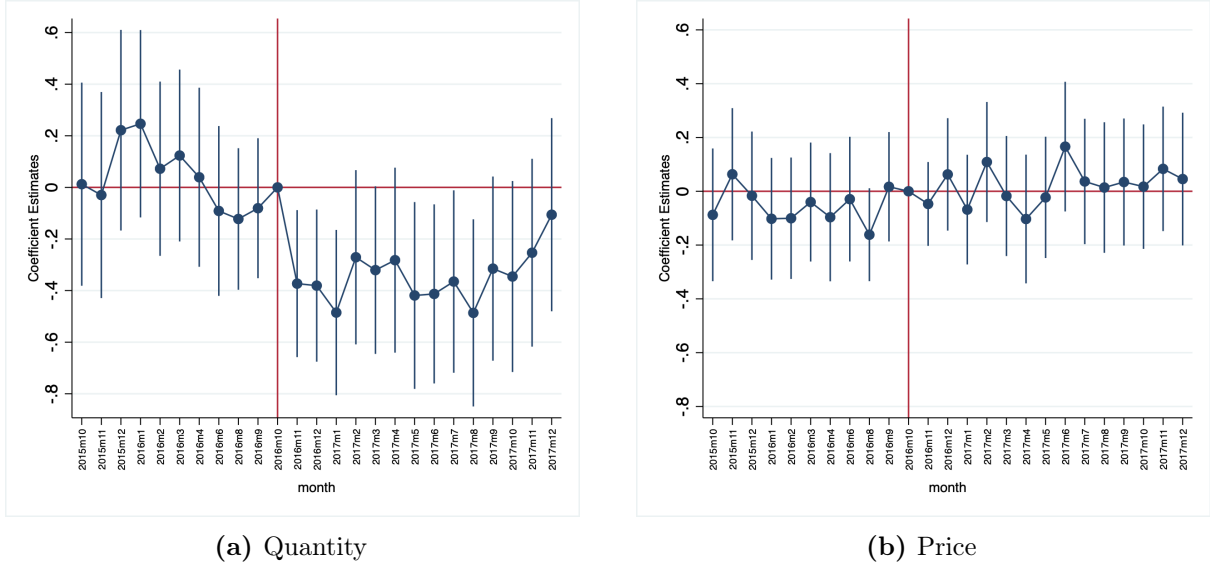 Coefficient Estimates
.6
.4
.2
0
-.2
-.4
-.6
-.8
2015m10
2015m11
2015m12
2016m1
2016m2
2016m3
2016m4
2016m6
2016m8
2016m9
2016m10
2016m11
2016m12
2017m1
2017m2
2017m3
2017m4
2017m5
2017m6
2017m7
2017m8
2017m9
2017m10
2017m11
2017m12
month
(a) Quantity
Coefficient Estimates
.6
.4
.2
0
-.2
-.4
-.6
-.8
2015m10
2015m11
2015m12
2016m1
2016m2
2016m3
2016m4
2016m6
2016m8
2016m9
2016m10
2016m11
2016m12
2017m1
2017m2
2017m3
2017m4
2017m5
2017m6
2017m7
2017m8
2017m9
2017m10
2017m11
2017m12
month
(b) Price